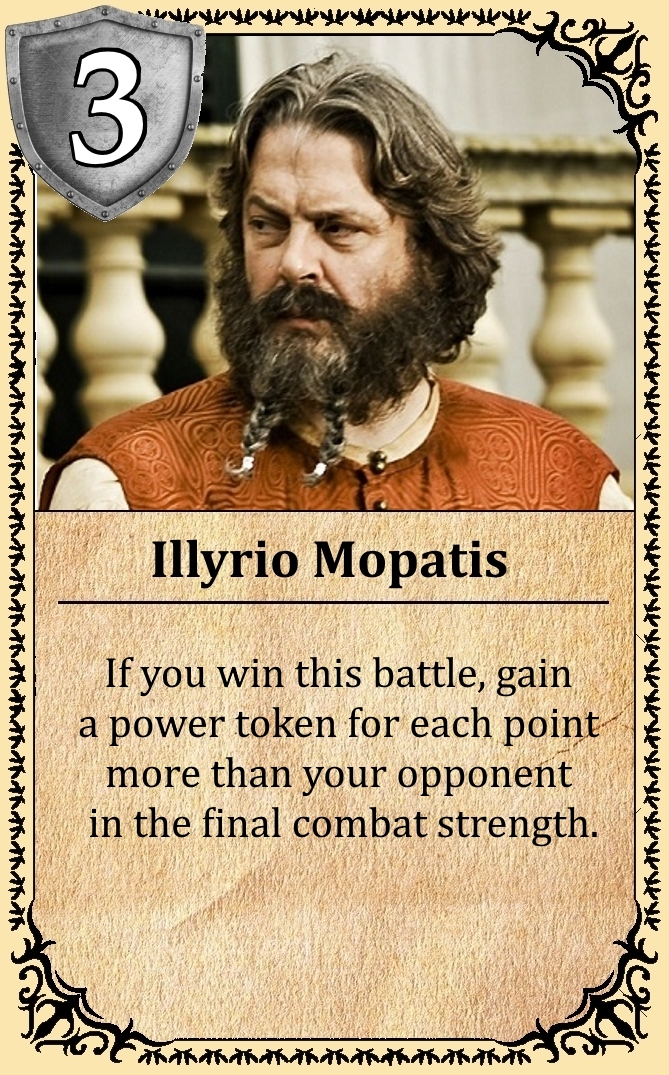 3
Illyrio Mopatis
If you win this battle, gain
a power token for each point
more than your opponent
in the final combat strength.